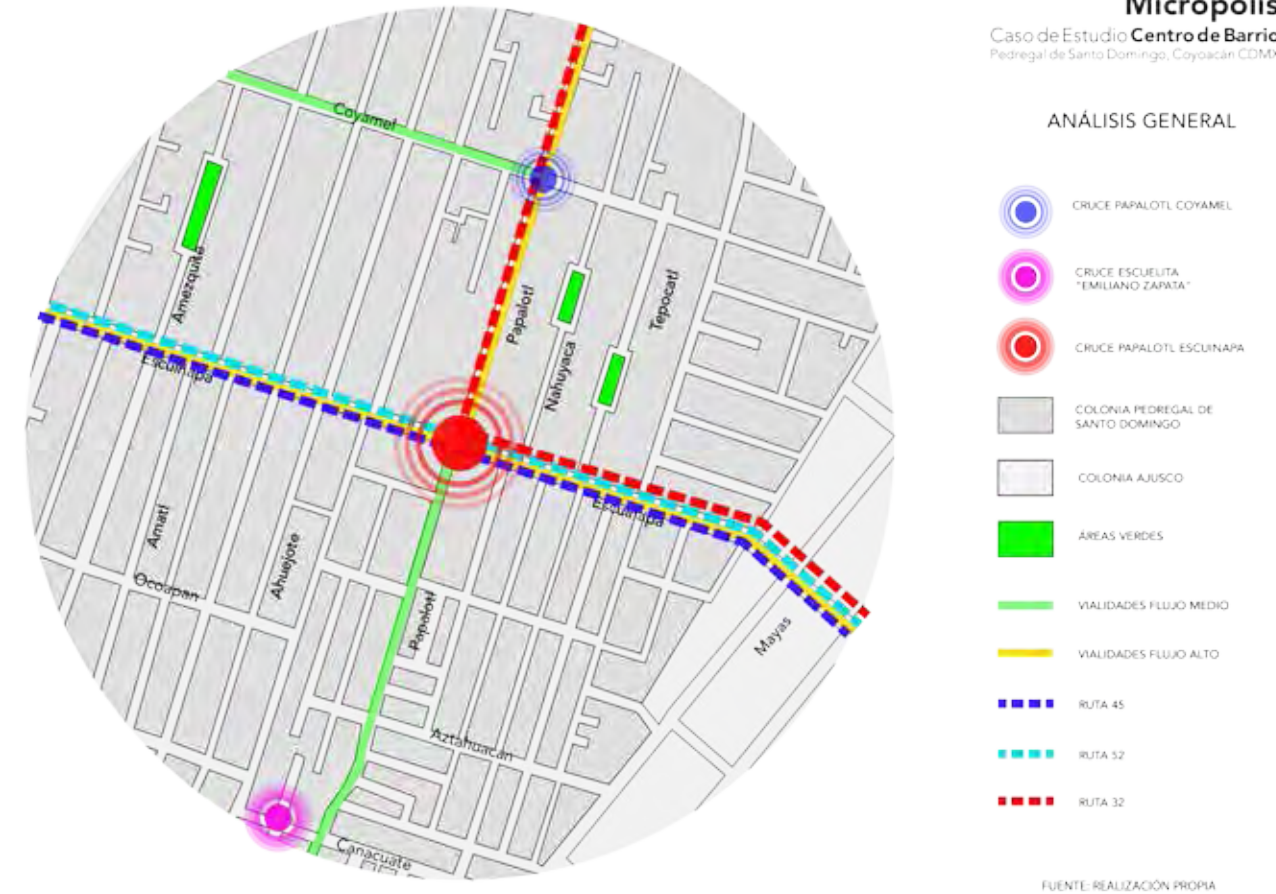 Micrópolis
Caso de Estudio Centro de Barrio
Pedregal de Santo Domingo, Coyoacán CDMX
ANÁLISIS GENERAL
CRUCE PAPALOTL COYAMEL
CRUCE ESCUELITA
"EMILIANO ZAPATA"
CRUCE PAPALOTL ESCUINAPA
COLONIA PEDREGAL DE
SANTO DOMINGO
COLONIA AJUSCO
ÁREAS VERDES
VIALIDADES FLUJO MEDIO
VIALIDADES FLUJO ALTO
RUTA 45
RUTA 52
RUTA 32
FUENTE: REALIZACIÓN PROPIA
Coyamel
Amezquite
Papalotl
Tepocatl
Nahuyaca
Escuinapa
Escuinapa
Amatl
Ahuejote
Ocoapan
Papalotl
Mayas
Aztahuacan
Canacuate